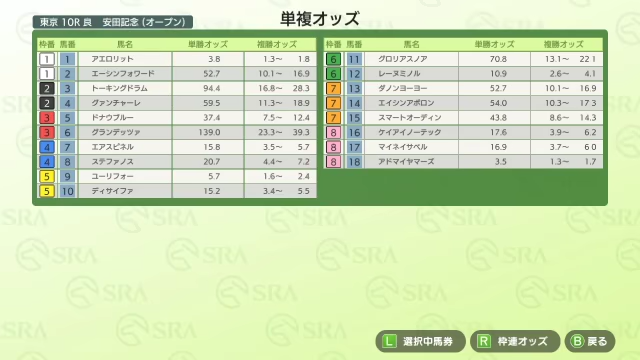 東京 10R 良 安田記念 (オープン)
単複オッズ
枠番 馬番 馬名 単勝オッズ 複勝オッズ
1 1 アエロリット 3.8 1.3～ 1.8
1 2 エーシンフォワード 52.7 10.1～ 16.9
2 3 トーキングドラム 94.4 16.8～ 28.3
2 4 グァンチャーレ 59.5 11.3～ 18.9
3 5 ドナウブルー 37.4 7.5～ 12.4
3 6 グランデッツァ 139.0 23.3～ 39.3
4 7 エアスピネル 15.8 3.5～ 5.7
4 8 ステファノス 20.7 4.4～ 7.2
5 9 ユーリフォー 5.7 1.6～ 2.4
5 10 ディサイファ 15.2 3.4～ 5.5
枠番 馬番 馬名 単勝オッズ 複勝オッズ
6 11 グロリアスノア 70.8 13.1～ 22.1
6 12 レーヌミノル 10.9 2.6～ 4.1
7 13 ダノンヨーヨー 52.7 10.1～ 16.9
7 14 エイシンアポロン 54.0 10.3～ 17.3
7 15 スマートオーディン 43.8 8.6～ 14.3
8 16 ケイアイノーテック 17.6 3.9～ 6.2
8 17 マイネイサベル 16.9 3.7～ 6.0
8 18 アドマイヤマーズ 3.5 1.3～ 1.7
SRA
L 選択中馬券 R 枠連オッズ B 戻る